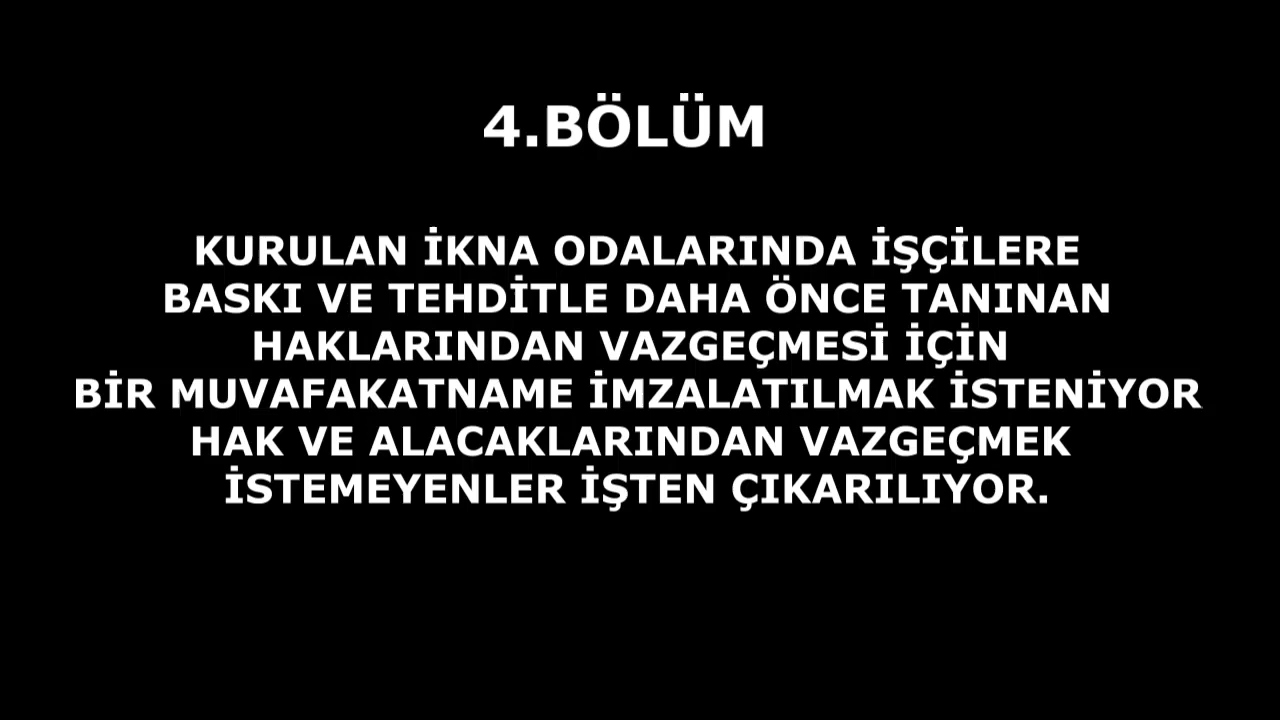 4.BÖLÜM
KURULAN İKNA ODALARINDA İŞÇİLERE
BASKI VE TEHDİTLE DAHA ÖNCE TANINAN
HAKLARINDAN VAZGEÇMESİ İÇİN
BİR MUVAFAKATNAME İMZALATILMAK İSTENİYOR
HAK VE ALACAKLARINDAN VAZGEÇMEK
İSTEMEYENLER İŞTEN ÇIKARILIYOR.